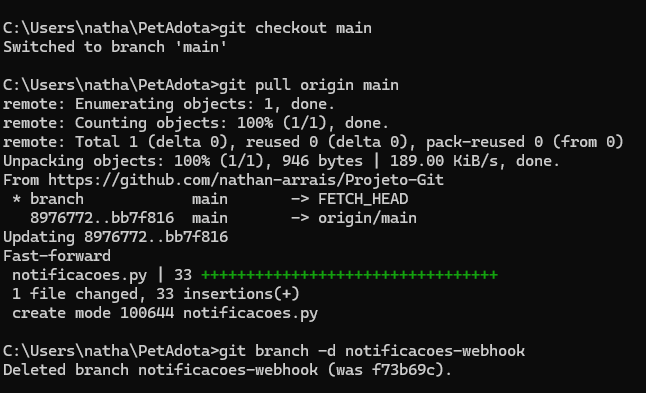 C:\Users\natha\PetAdota>git checkout main
Switched to branch 'main'
C:\Users\natha\PetAdota>git pull origin main
remote: Enumerating objects: 1, done.
remote: Counting objects: 100% (1/1), done.
remote: Total 1 (delta 0), reused 0 (delta 0), pack-reused 0 (from 0)
Unpacking objects: 100% (1/1), 946 bytes | 189.00 KiB/s, done.
From https://github.com/nathan-arrais/Projeto-Git
 * branch            main       -> FETCH_HEAD
   8976772..bb7f816  main       -> origin/main
Updating 8976772..bb7f816
Fast-forward
 notificacoes.py | 33 +++++++++++++++++++++++++++++++++
 1 file changed, 33 insertions(+)
 create mode 100644 notificacoes.py
C:\Users\natha\PetAdota>git branch -d notificacoes-webhook
Deleted branch notificacoes-webhook (was f73b69c).